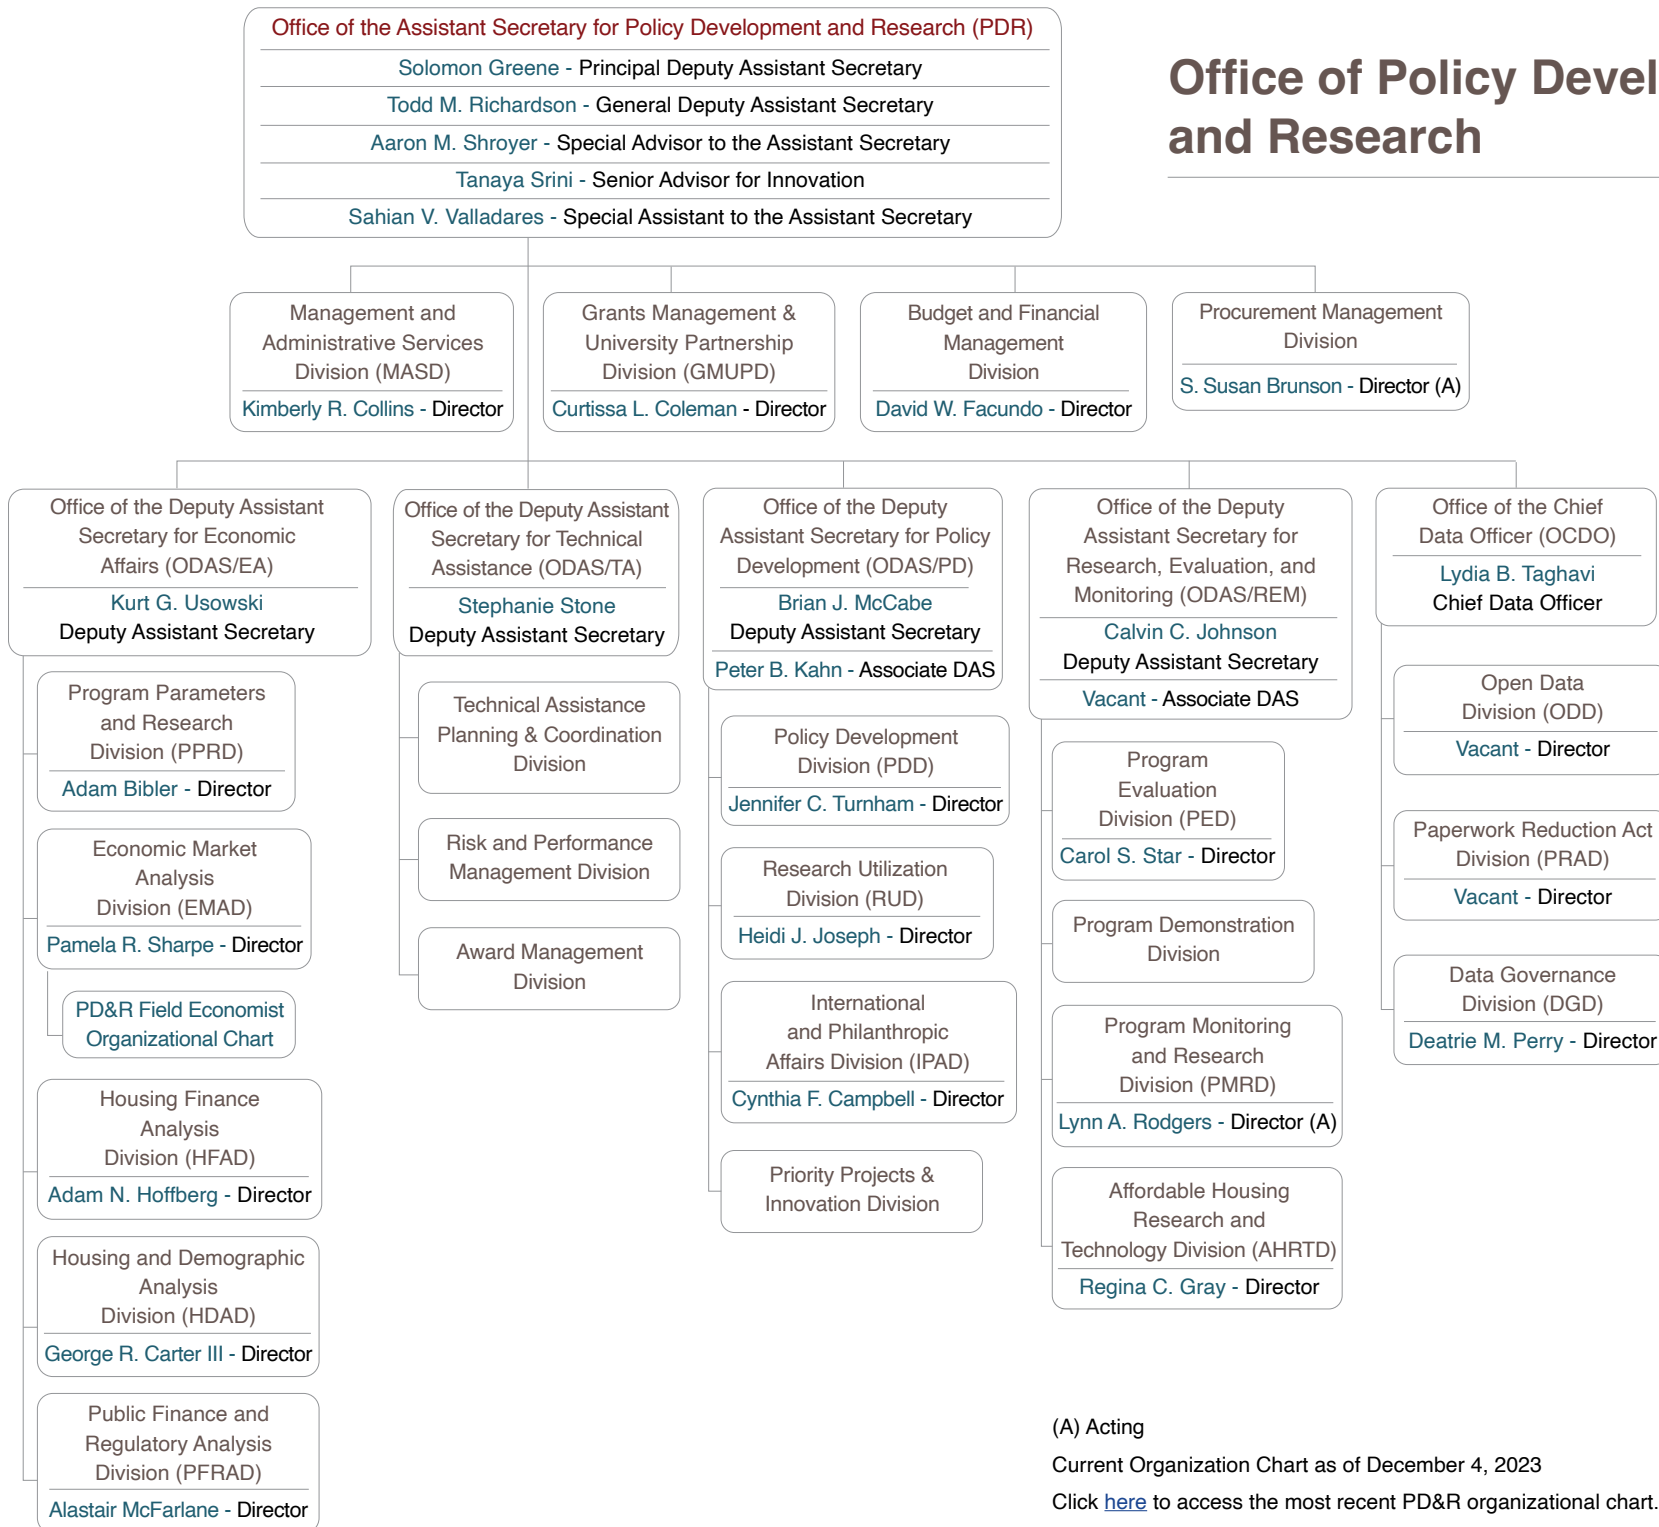 Office of the Assistant Secretary for Policy Development and Research (PDR)
Solomon Greene - Principal Deputy Assistant Secretary
Todd M. Richardson - General Deputy Assistant Secretary
Aaron M. Shroyer - Special Advisor to the Assistant Secretary
Tanaya Srini - Senior Advisor for Innovation
Sahian V. Valladares - Special Assistant to the Assistant Secretary
Office of Policy Devel
and Research
Management and
Administrative Services
Division (MASD)
Kimberly R. Collins - Director
Grants Management &
University Partnership
Division (GMUPD)
Curtissa L. Coleman - Director
Budget and Financial
Management
Division
David W. Facundo - Director
Procurement Management
Division
S. Susan Brunson - Director (A)
Office of the Deputy Assistant
Secretary for Economic
Affairs (ODAS/EA)
Kurt G. Usowski
Deputy Assistant Secretary
Program Parameters
and Research
Division (PPRD)
Adam Bibler - Director
Economic Market
Analysis
Division (EMAD)
Pamela R. Sharpe - Director
PD&R Field Economist
Organizational Chart
Housing Finance
Analysis
Division (HFAD)
Adam N. Hoffberg - Director
Housing and Demographic
Analysis
Division (HDAD)
George R. Carter III - Director
Public Finance and
Regulatory Analysis
Division (PFRAD)
Alastair McFarlane - Director
Office of the Deputy Assistant
Secretary for Technical
Assistance (ODAS/TA)
Stephanie Stone
Deputy Assistant Secretary
Technical Assistance
Planning & Coordination
Division
Risk and Performance
Management Division
Award Management
Division
Office of the Deputy
Assistant Secretary for Policy
Development (ODAS/PD)
Brian J. McCabe
Deputy Assistant Secretary
Peter B. Kahn - Associate DAS
Policy Development
Division (PDD)
Jennifer C. Turnham - Director
Research Utilization
Division (RUD)
Heidi J. Joseph - Director
International
and Philanthropic
Affairs Division (IPAD)
Cynthia F. Campbell - Director
Priority Projects &
Innovation Division
Office of the Deputy
Assistant Secretary for
Research, Evaluation, and
Monitoring (ODAS/REM)
Calvin C. Johnson
Deputy Assistant Secretary
Vacant - Associate DAS
Program
Evaluation
Division (PED)
Carol S. Star - Director
Program Demonstration
Division
Program Monitoring
and Research
Division (PMRD)
Lynn A. Rodgers - Director (A)
Affordable Housing
Research and
Technology Division (AHRTD)
Regina C. Gray - Director
Office of the Chief
Data Officer (OCDO)
Lydia B. Taghavi
Chief Data Officer
Open Data
Division (ODD)
Vacant - Director
Paperwork Reduction Act
Division (PRAD)
Vacant - Director
Data Governance
Division (DGD)
Deatrie M. Perry - Director
(A) Acting
Current Organization Chart as of December 4, 2023
Click here to access the most recent PD&R organizational chart.